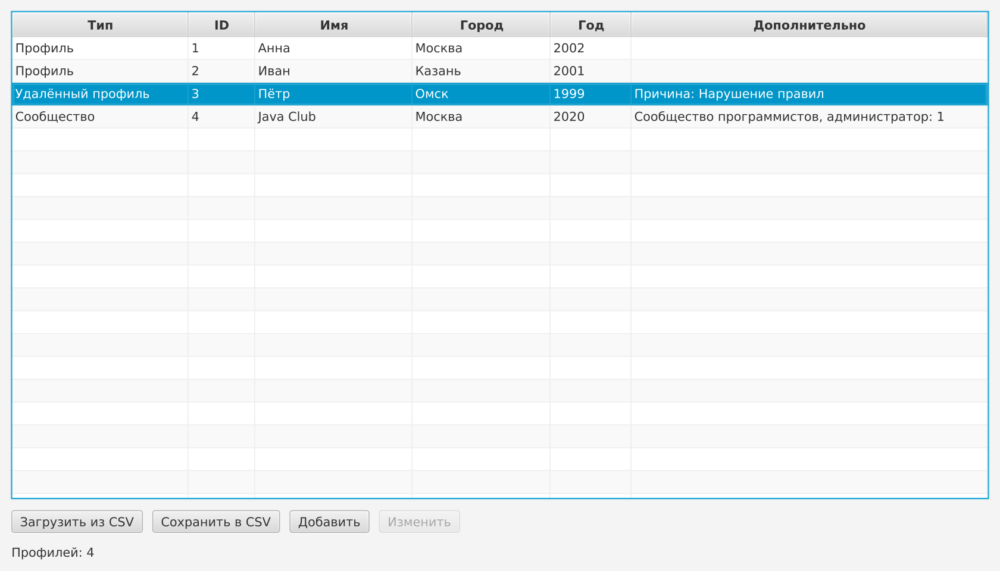 Тип ID Имя Город Год Дополнительно
Профиль 1 Анна Москва 2002
Профиль 2 Иван Казань 2001
Удалённый профиль 3 Пётр Омск 1999 Причина: Нарушение правил
Сообщество 4 Java Club Москва 2020 Сообщество программистов, администратор: 1
Загрузить из CSV Сохранить в CSV Добавить Изменить
Профилей: 4